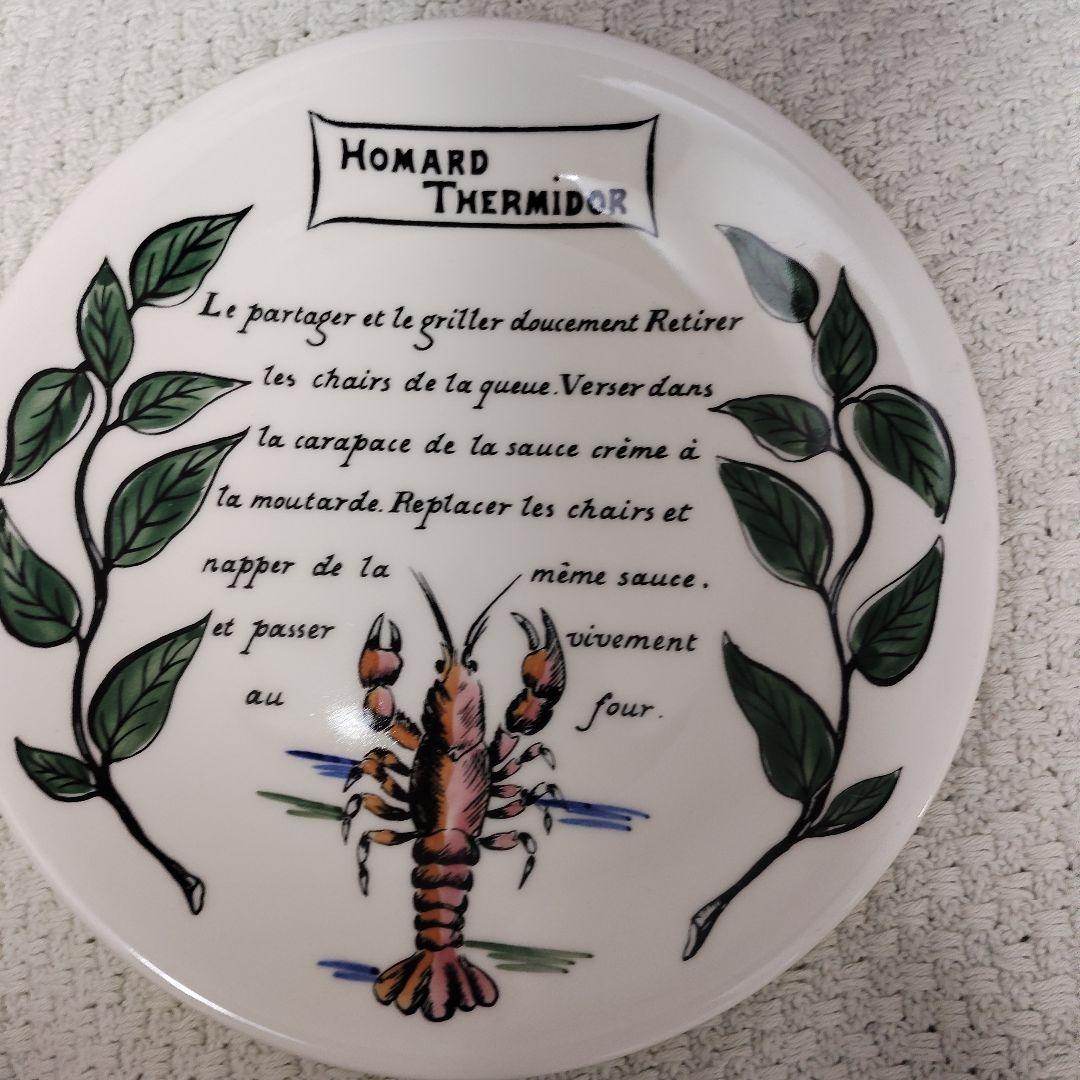 HOMARD
THERMIDOR
Le partager et le griller doucement Retirer
les chairs de la queue. Verser dans
la carapace de la sauce crème à
la moutarde. Replacer les chairs et
napper de la même sauce.
et passer vivement
au four.